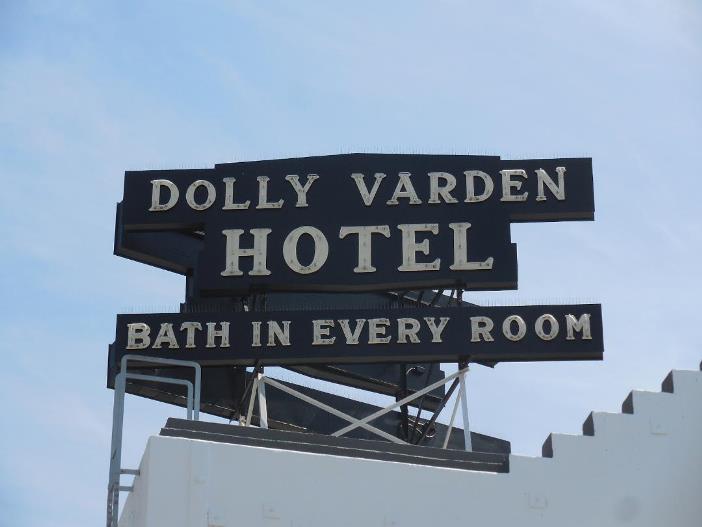 DOLLY VARDEN
HOTEL
BATH IN EVERY ROOM